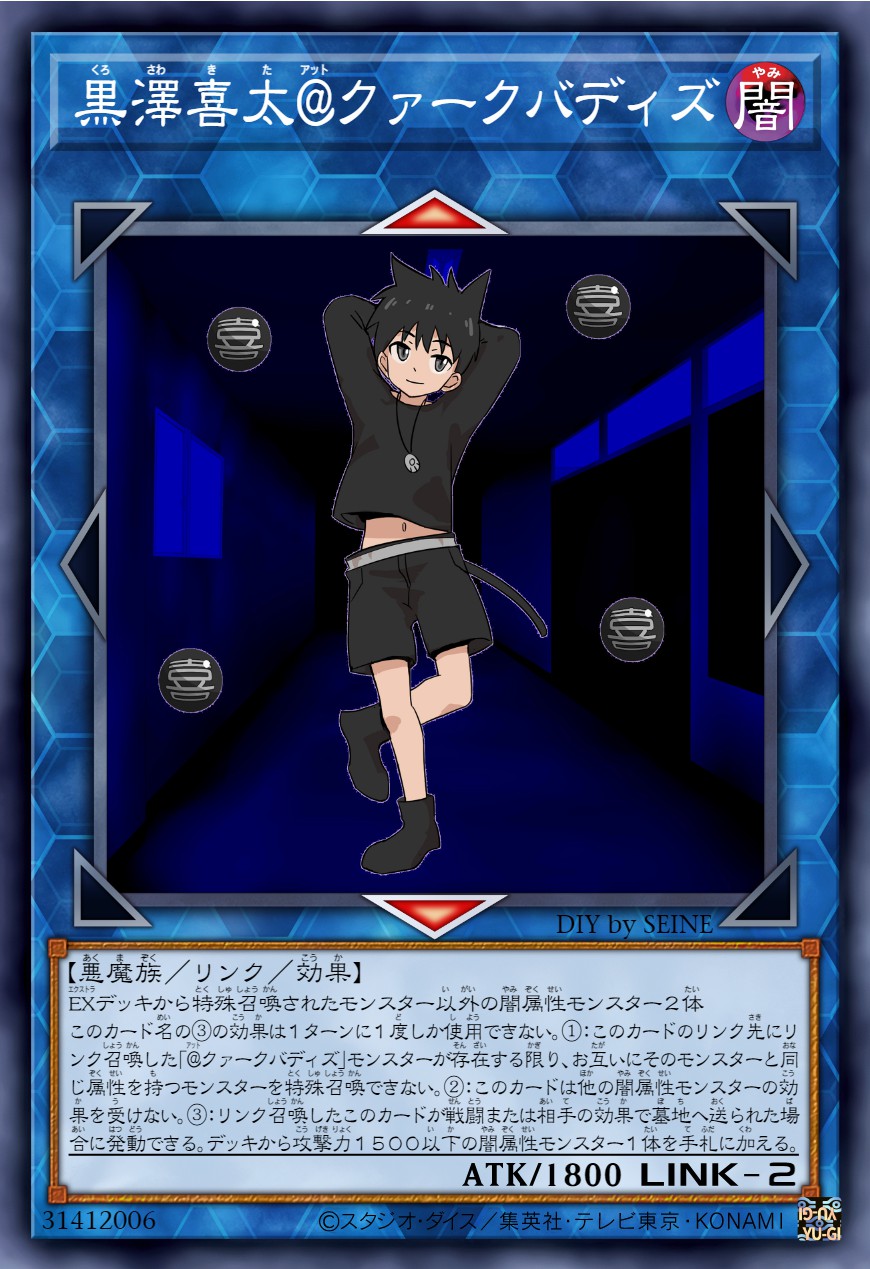 黒澤喜太@クァークバディズ 闇
喜
喜
喜
喜
DIY by SEINE
【悪魔族／リンク／効果】
EXデッキから特殊召喚されたモンスター以外の闇属性モンスター２体
このカード名の③の効果は１ターンに１度しか使用できない。①：このカードのリンク先にリ
ンク召喚した「@クァークバディズ」モンスターが存在する限り、お互いにそのモンスターと同
じ属性を持つモンスターを特殊召喚できない。②：このカードは他の闇属性モンスターの効
果を受けない。③：リンク召喚したこのカードが戦闘または相手の効果で墓地へ送られた場
合に発動できる。デッキから攻撃力１５００以下の闇属性モンスター１体を手札に加える。
ATK/1800 LINK-2
31412006 ©スタジオ・ダイス／集英社・テレビ東京・KONAMI